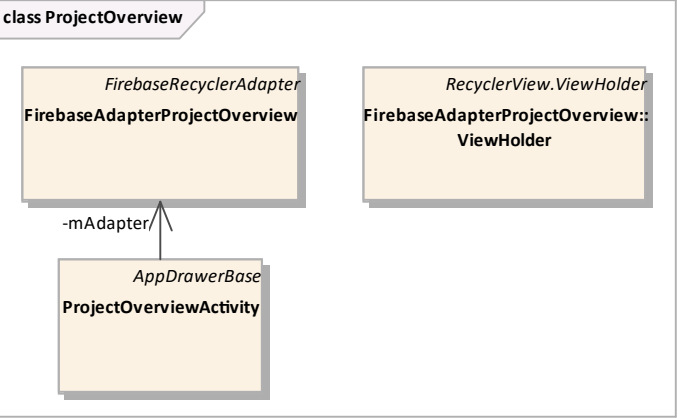 class ProjectOverview
FirebaseRecyclerAdapter
FirebaseAdapterProjectOverview
RecyclerView.ViewHolder
FirebaseAdapterProjectOverview::
ViewHolder
-mAdapter
AppDrawerBase
ProjectOverviewActivity